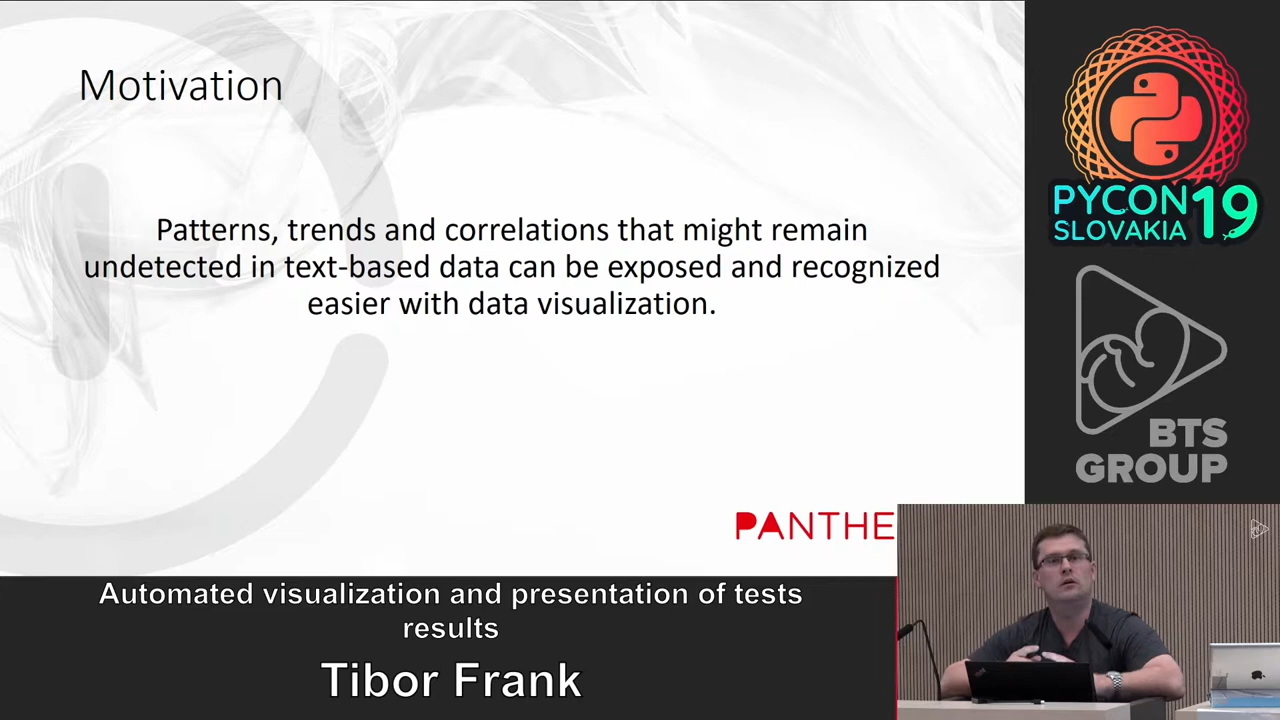 Motivation
Patterns, trends and correlations that might remain
undetected in text-based data can be exposed and recognized
easier with data visualization.
PANTHE
PYCON 19
SLOVAKIA
BTS
GROUP
Automated visualization and presentation of tests
results
Tibor Frank